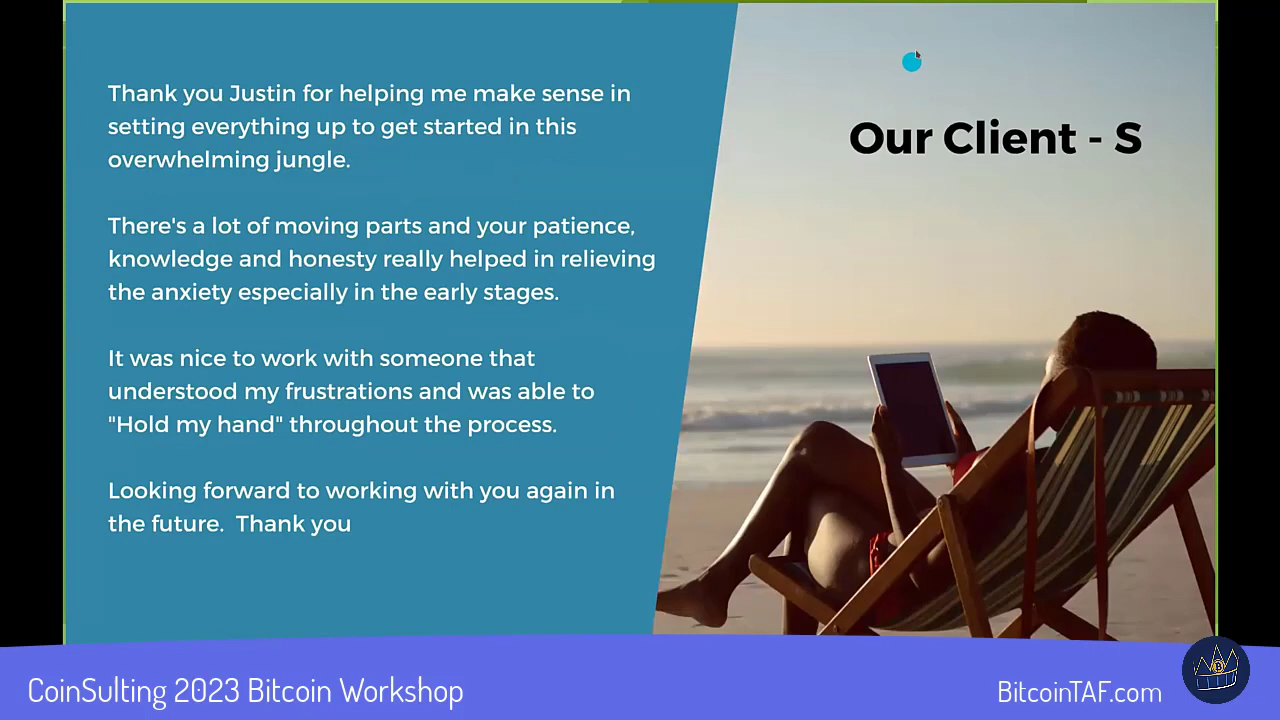 Thank you Justin for helping me make sense in
setting everything up to get started in this
overwhelming jungle.
There's a lot of moving parts and your patience,
knowledge and honesty really helped in relieving
the anxiety especially in the early stages.
It was nice to work with someone that
understood my frustrations and was able to
"Hold my hand" throughout the process.
Looking forward to working with you again in
the future.  Thank you
Our Client - S
CoinSulting 2023 Bitcoin Workshop
BitcoinTAF.com